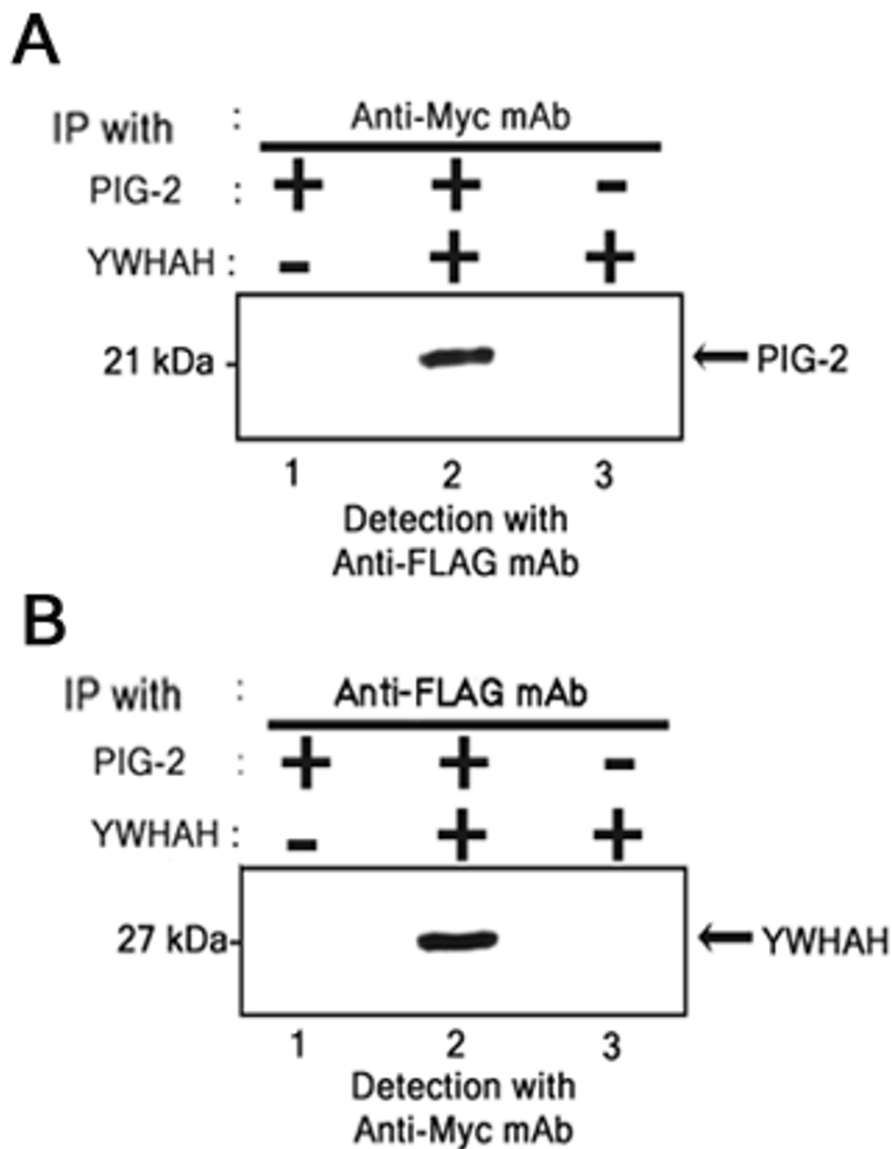 A
IP with : Anti-Myc mAb
PIG-2 : + + -
YWHAH : - + +
21 kDa - ← PIG-2
1 2 3
Detection with
Anti-FLAG mAb
B
IP with : Anti-FLAG mAb
PIG-2 : + + -
YWHAH : - + +
27 kDa- ← YWHAH
1 2 3
Detection with
Anti-Myc mAb